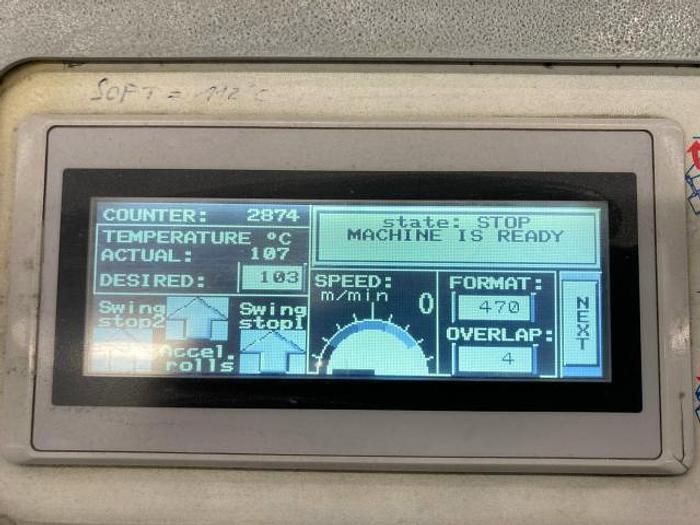 SOFT = 112°C
COUNTER: 2874
TEMPERATURE °C
ACTUAL: 107
DESIRED: 103
Swing stop2
Swing stop1
Accel. rolls
state: STOP
MACHINE IS READY
SPEED:
m/min 0
FORMAT:
470
OVERLAP:
4
NEXT